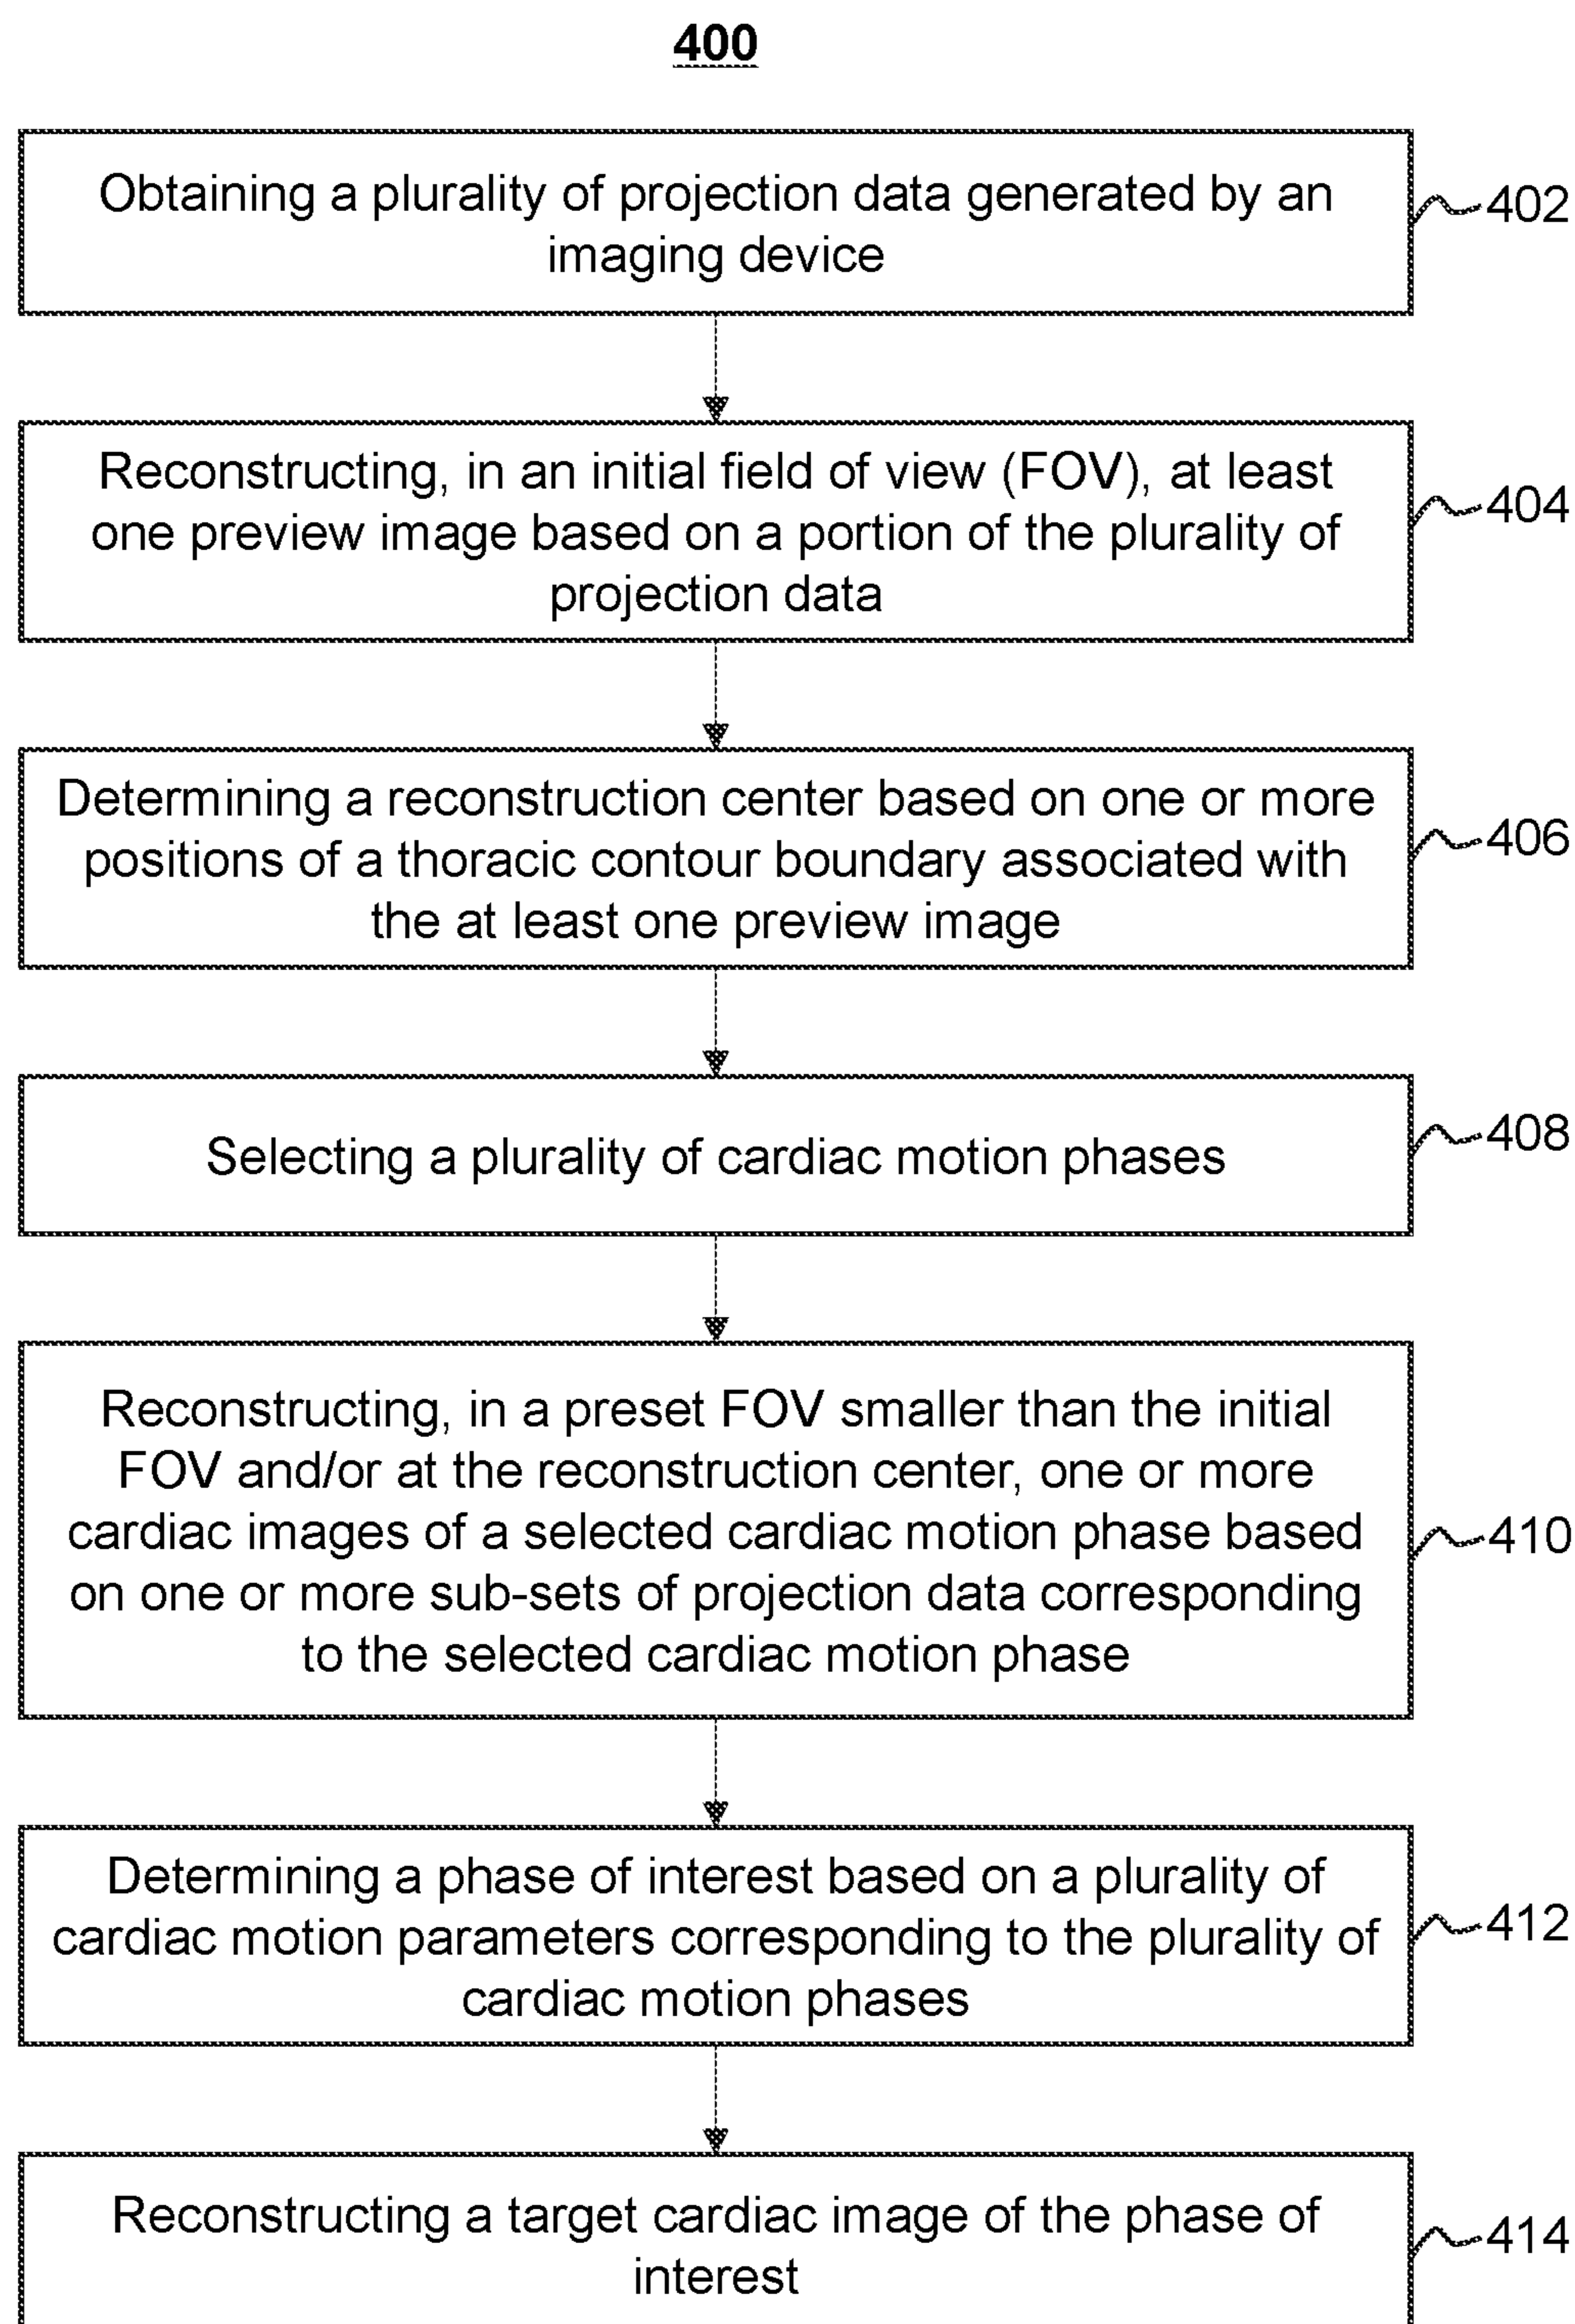 400
Obtaining a plurality of projection data generated by an
imaging device
402
Reconstructing, in an initial field of view (FOV), at least
one preview image based on a portion of the plurality of
projection data
404
Determining a reconstruction center based on one or more
positions of a thoracic contour boundary associated with
the at least one preview image
406
Selecting a plurality of cardiac motion phases
408
Reconstructing, in a preset FOV smaller than the initial
FOV and/or at the reconstruction center, one or more
cardiac images of a selected cardiac motion phase based
on one or more sub-sets of projection data corresponding
to the selected cardiac motion phase
410
Determining a phase of interest based on a plurality of
cardiac motion parameters corresponding to the plurality of
cardiac motion phases
412
Reconstructing a target cardiac image of the phase of
interest
414